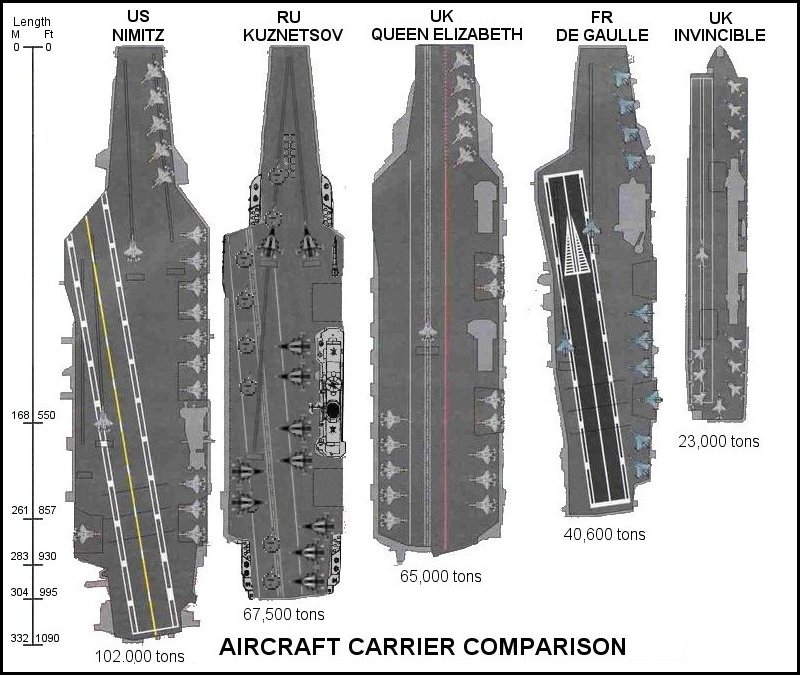 Length
M Ft
0 0
US
NIMITZ
RU
KUZNETSOV
UK
QUEEN ELIZABETH
FR
DE GAULLE
UK
INVINCIBLE
168 550
261 857
283 930
304 995
332 1090
102.000 tons
67,500 tons
65,000 tons
40,600 tons
23,000 tons
AIRCRAFT CARRIER COMPARISON